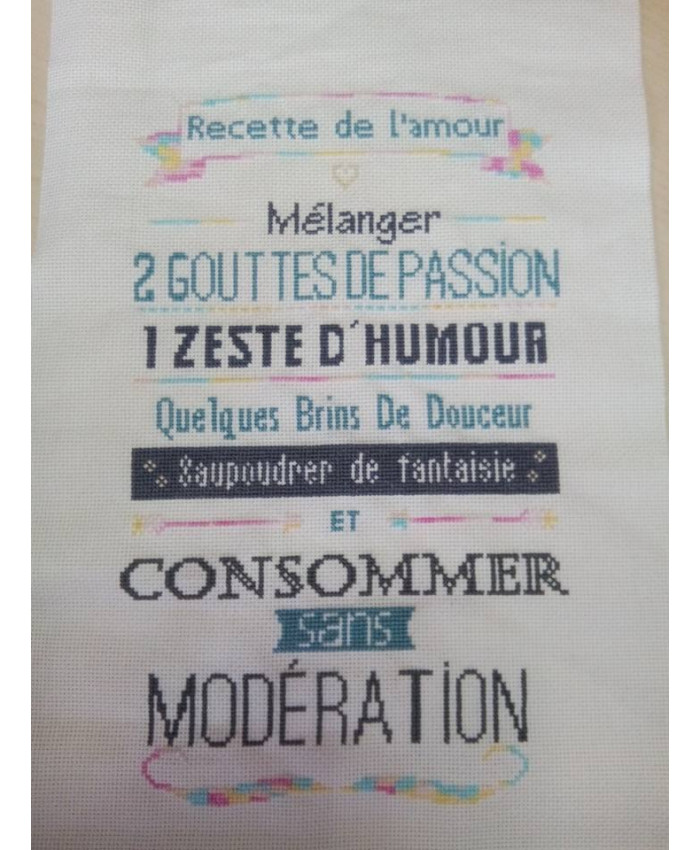 Recette de l'amour
Mélanger
2 GOUTTES DE PASSION
1 ZESTE D'HUMOUR
Quelques Brins De Douceur
Saupoudrer de fantaisie
ET
CONSOMMER
sans
MODÉRATION